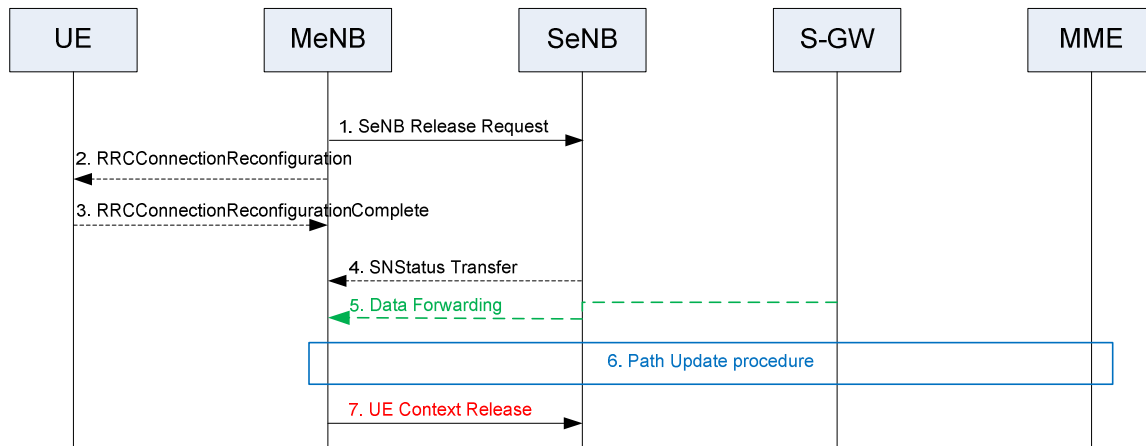 UE
MeNB
SeNB
S-GW
MME
1. SeNB Release Request
2. RRCConnectionReconfiguration
3. RRCConnectionReconfigurationComplete
4. SNStatus Transfer
5. Data Forwarding
6. Path Update procedure
7. UE Context Release